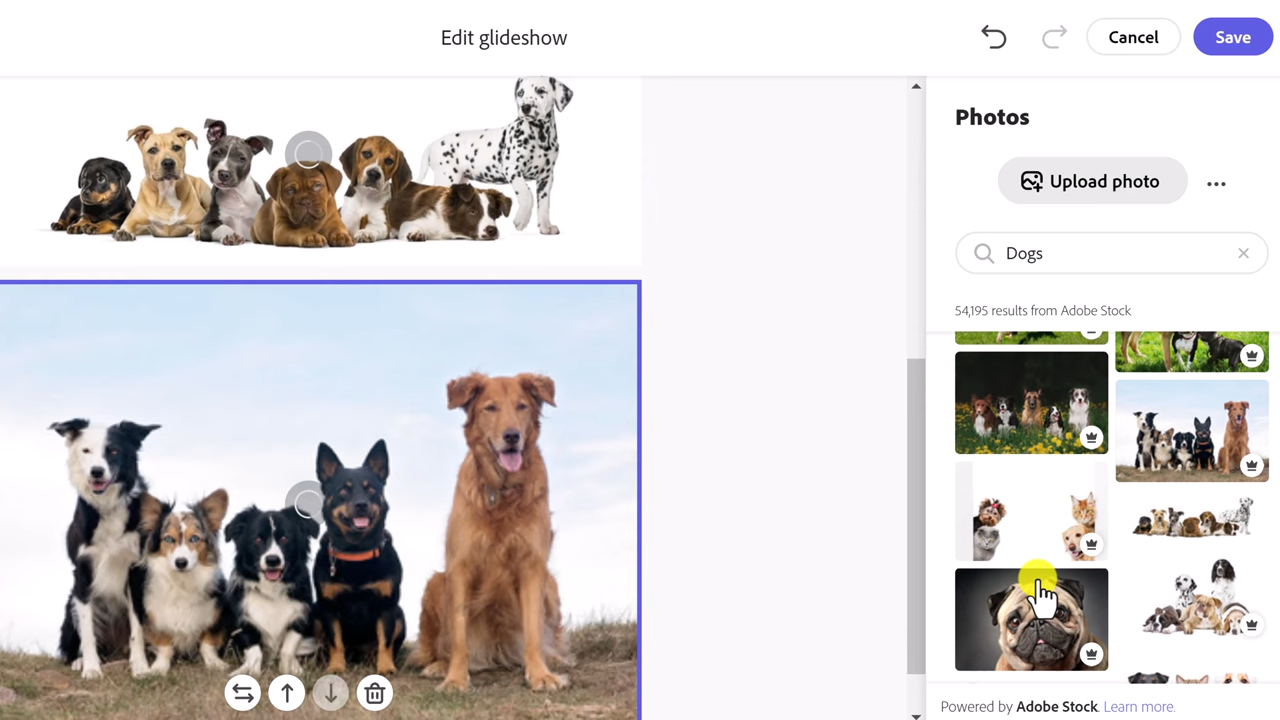 Edit glideshow
Cancel
Save
Photos
Upload photo
Dogs
54,195 results from Adobe Stock
Powered by Adobe Stock. Learn more.